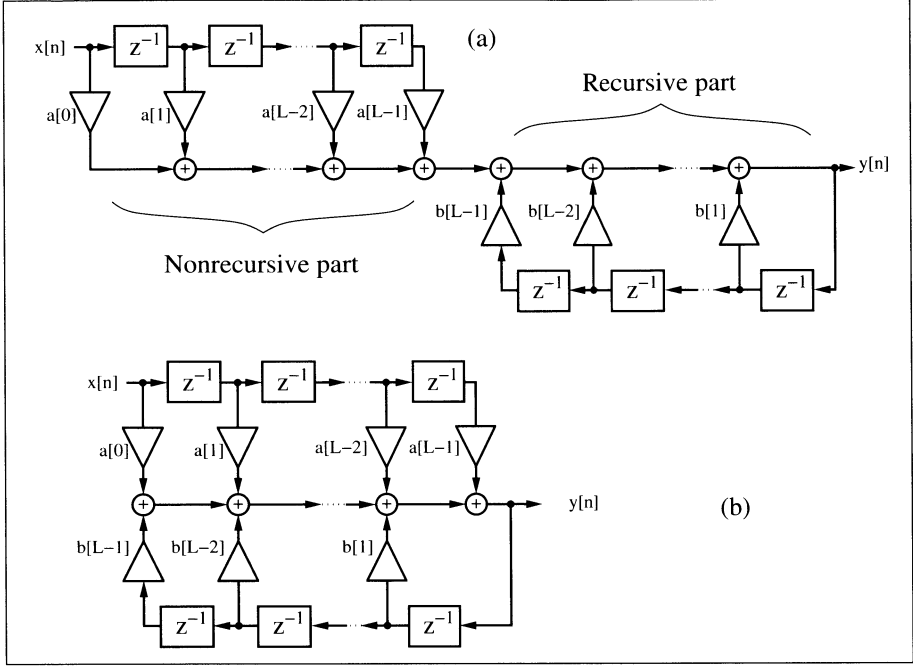 (a)
x[n] z⁻¹ z⁻¹ z⁻¹
a[0] a[1] a[L−2] a[L−1]
Recursive part
+ + + + + + y[n]
b[L−1] b[L−2] b[1]
Nonrecursive part
z⁻¹ z⁻¹ z⁻¹
x[n] z⁻¹ z⁻¹ z⁻¹
a[0] a[1] a[L−2] a[L−1]
+ + + + y[n] (b)
b[L−1] b[L−2] b[1]
z⁻¹ z⁻¹ z⁻¹